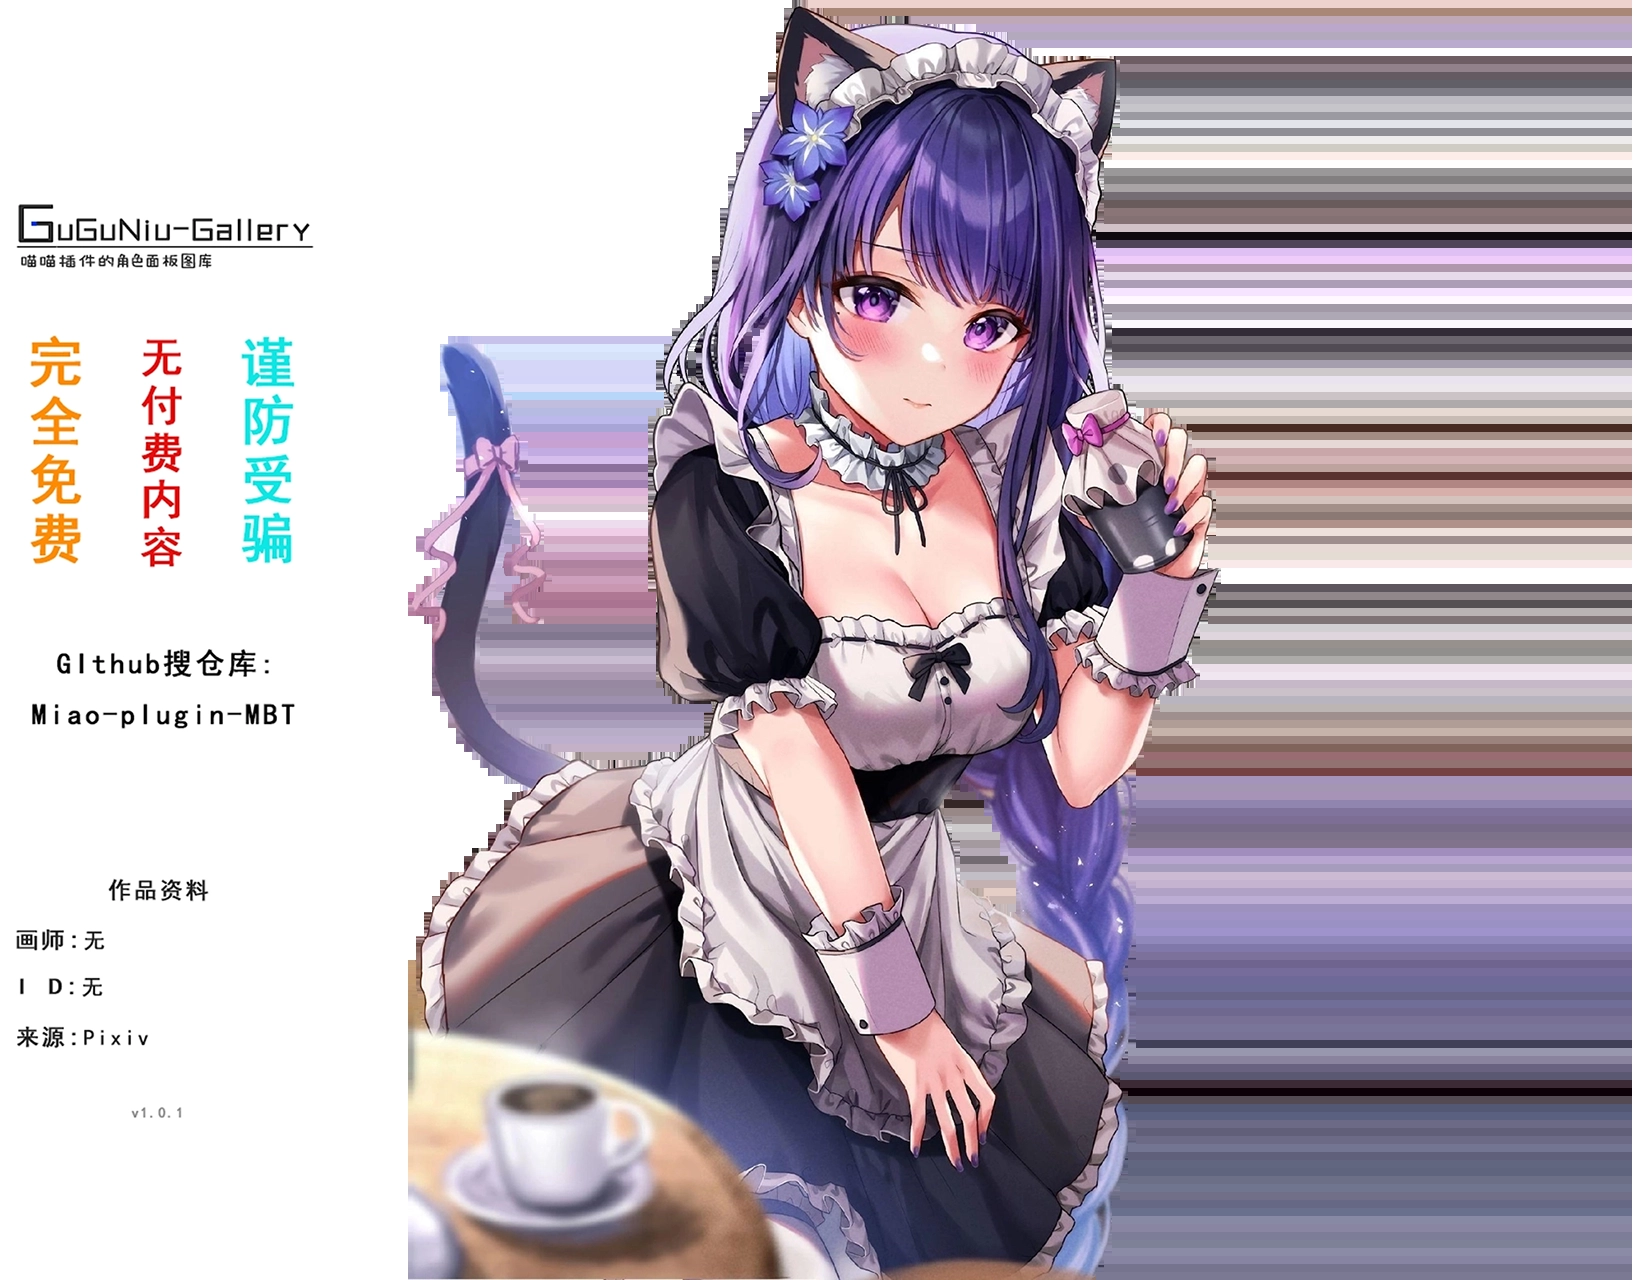 GuGuNiu-Gallery
喵喵插件的角色面板图库
完全免费
无付费内容
谨防受骗
GIthub搜仓库:
Miao-plugin-MBT
作品资料
画师:无
I D:无
来源:Pixiv
v1.0.1